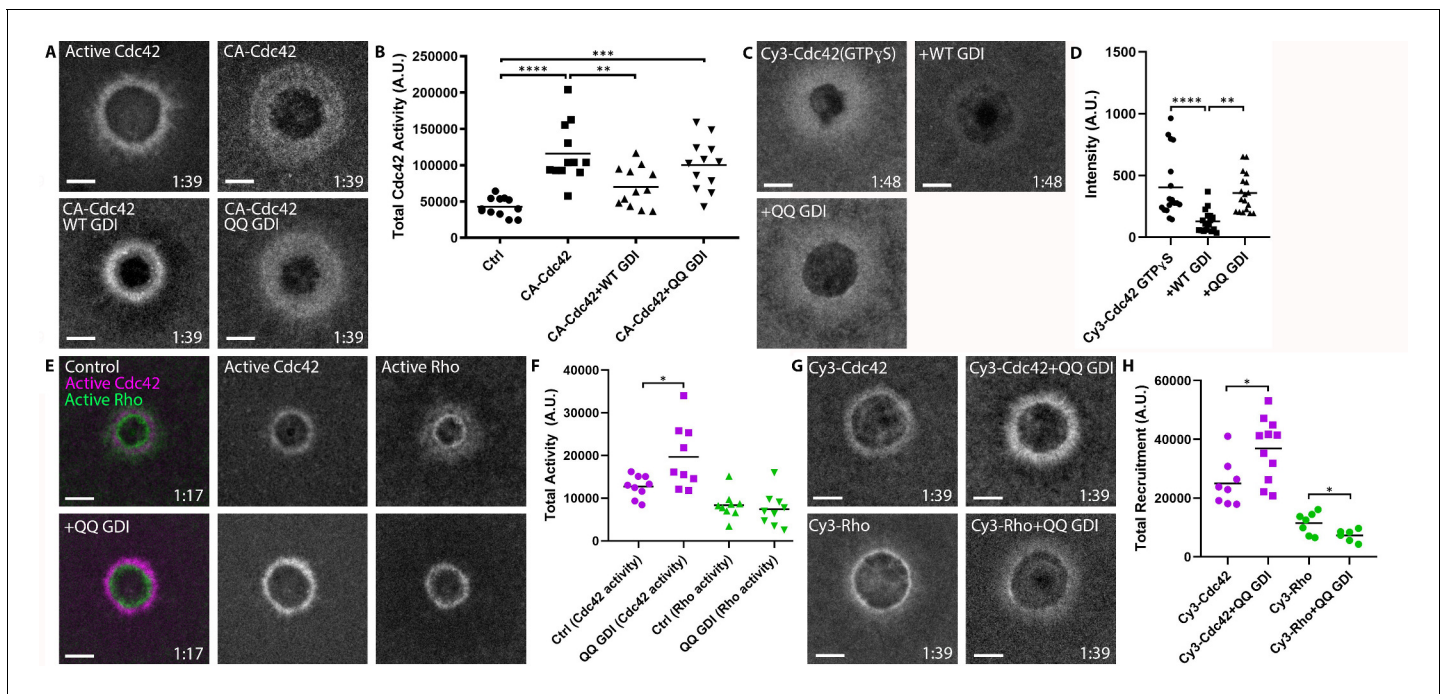 A
Active Cdc42
1:39
CA-Cdc42
1:39
CA-Cdc42
WT GDI
1:39
CA-Cdc42
QQ GDI
1:39
B
Total Cdc42 Activity (A.U.)
250000
200000
150000
100000
50000
0
***
****
**
Ctrl
CA-Cdc42
CA-Cdc42+WT GDI
CA-Cdc42+QQ GDI
C
Cy3-Cdc42(GTPɣS)
1:48
+WT GDI
1:48
+QQ GDI
D
Intensity (A.U.)
1500
1000
500
0
****
**
Cy3-Cdc42 GTPɣS
+WT GDI
+QQ GDI
E
Control
Active Cdc42
Active Rho
1:17
Active Cdc42
Active Rho
+QQ GDI
1:17
F
Total Activity (A.U.)
40000
30000
20000
10000
0
*
Ctrl (Cdc42 activity)
QQ GDI (Cdc42 activity)
Ctrl (Rho activity)
QQ GDI (Rho activity)
G
Cy3-Cdc42
1:39
Cy3-Cdc42+QQ GDI
1:39
Cy3-Rho
1:39
Cy3-Rho+QQ GDI
1:39
H
Total Recruitment (A.U.)
60000
40000
20000
0
*
*
Cy3-Cdc42
Cy3-Cdc42+QQ GDI
Cy3-Rho
Cy3-Rho+QQ GDI